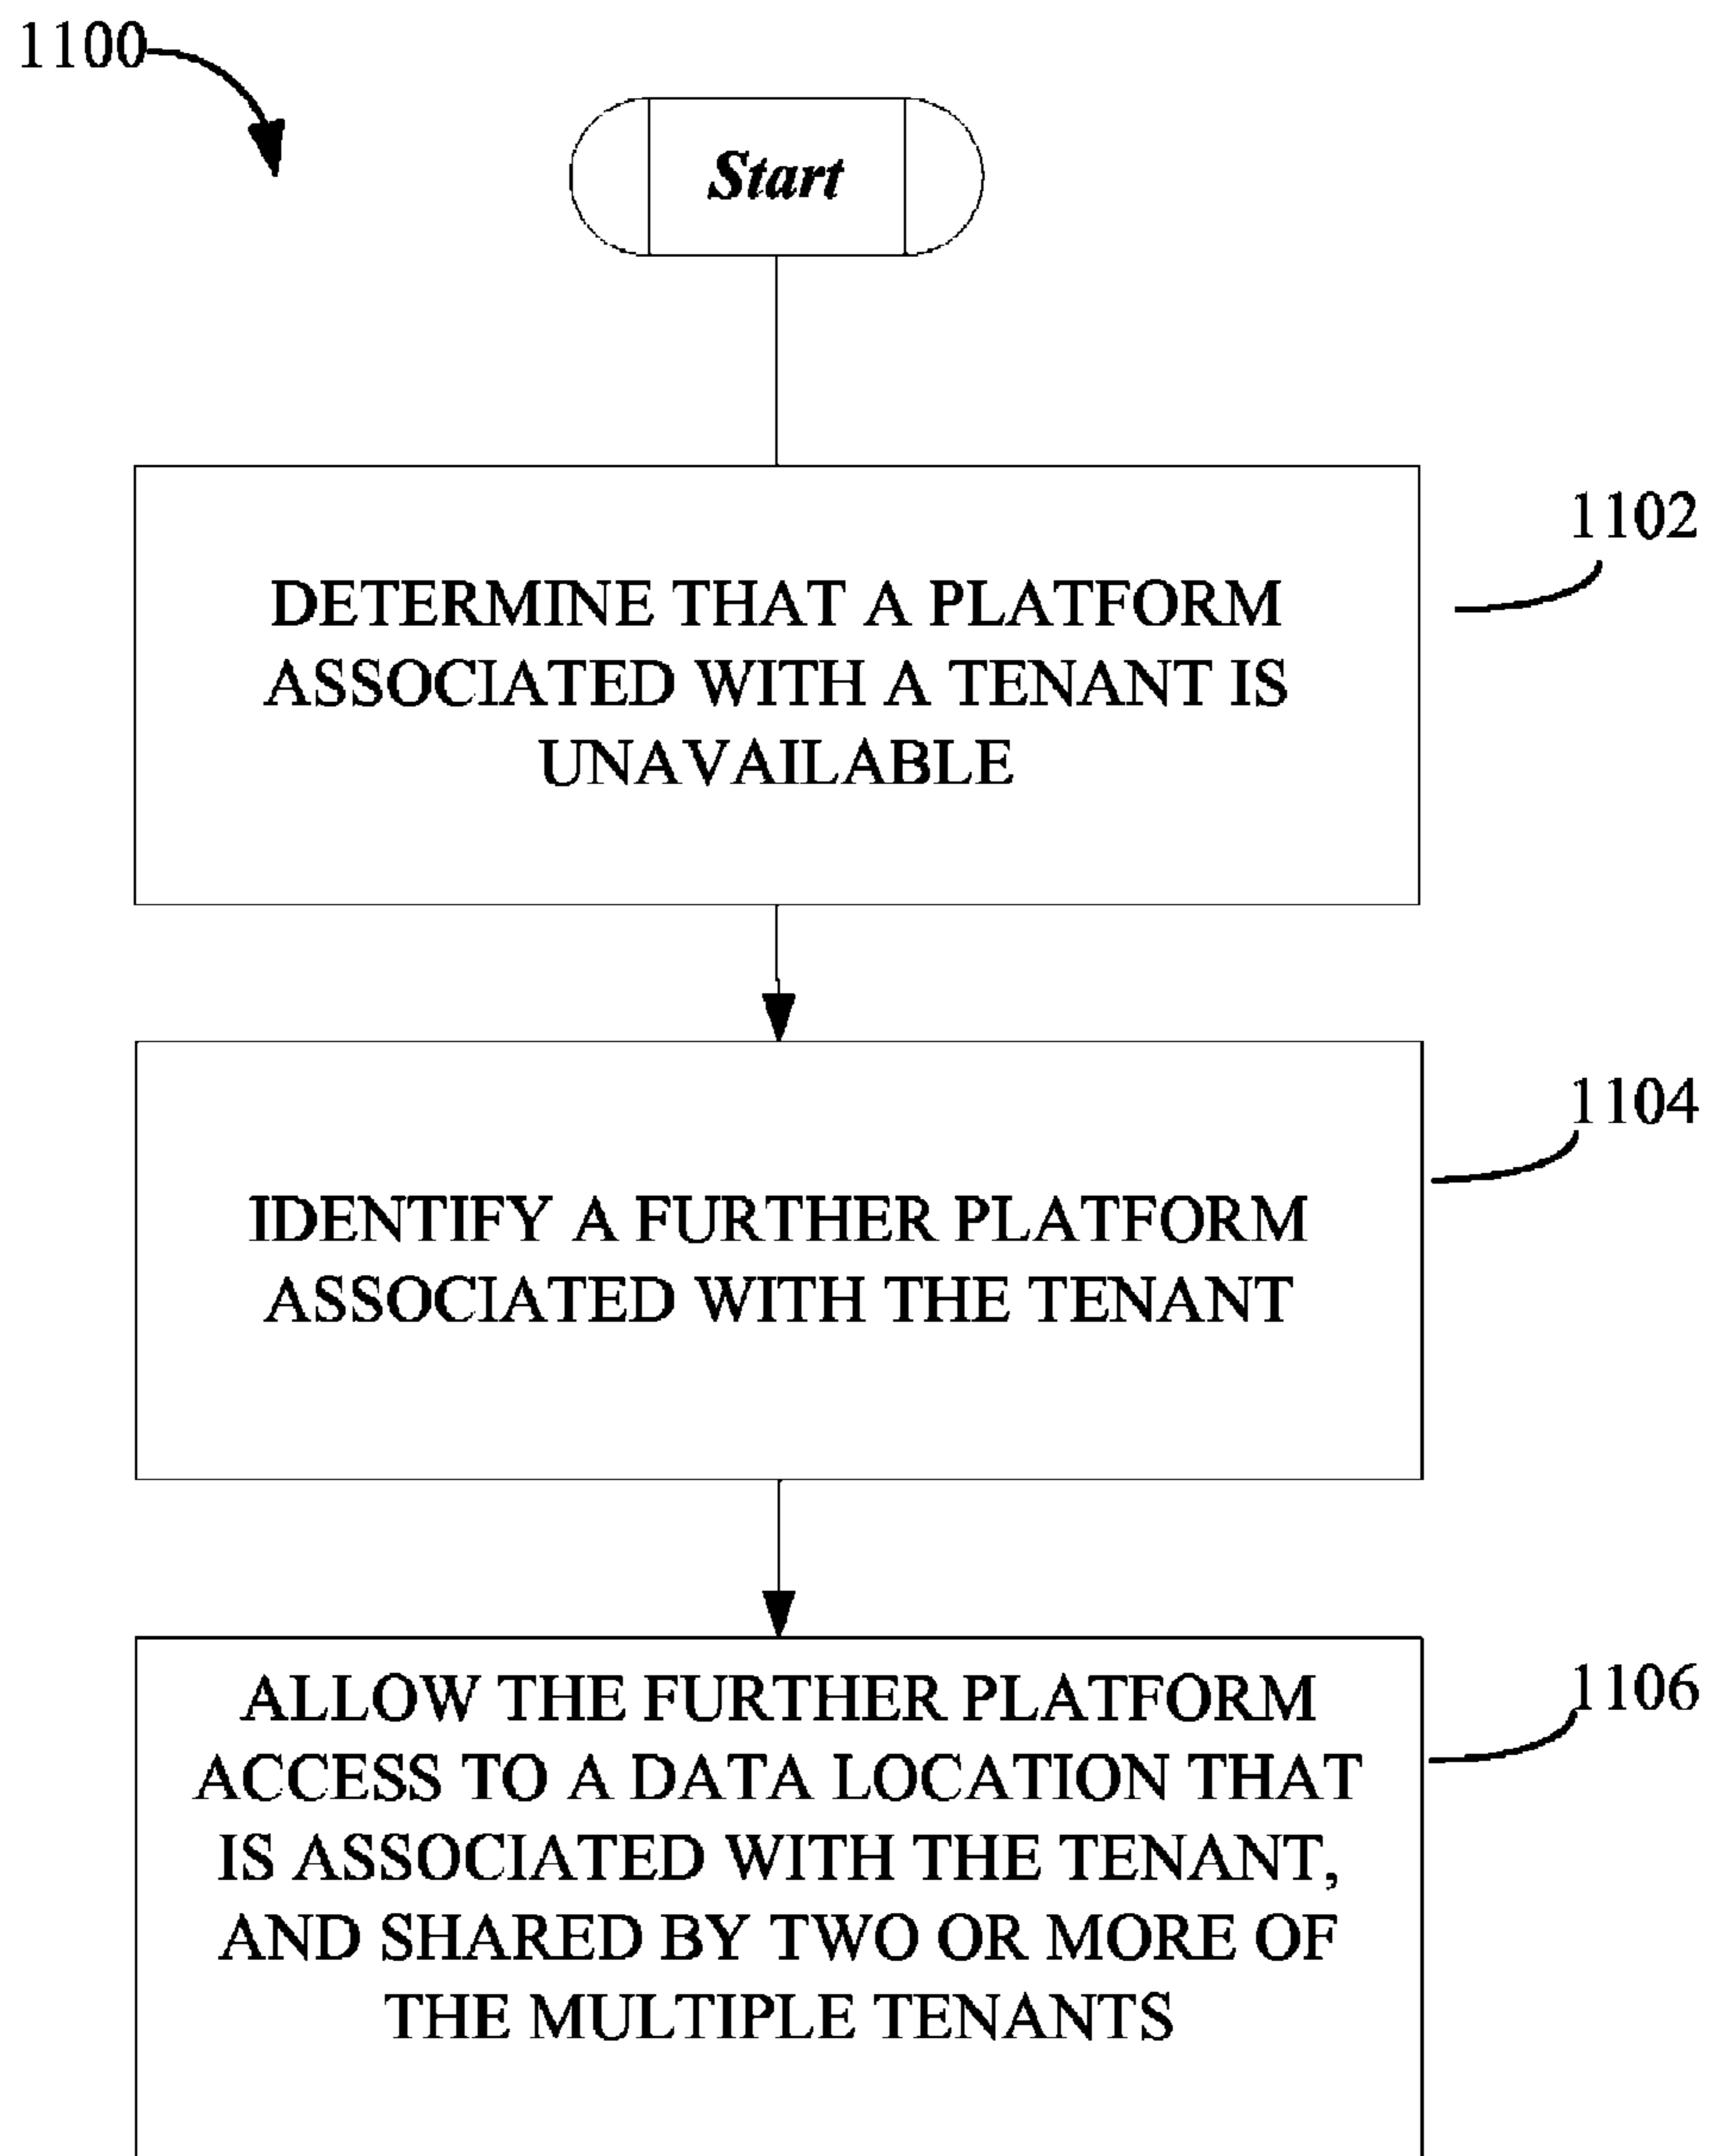 1100
Start
1102
DETERMINE THAT A PLATFORM
ASSOCIATED WITH A TENANT IS
UNAVAILABLE
1104
IDENTIFY A FURTHER PLATFORM
ASSOCIATED WITH THE TENANT
1106
ALLOW THE FURTHER PLATFORM
ACCESS TO A DATA LOCATION THAT
IS ASSOCIATED WITH THE TENANT,
AND SHARED BY TWO OR MORE OF
THE MULTIPLE TENANTS